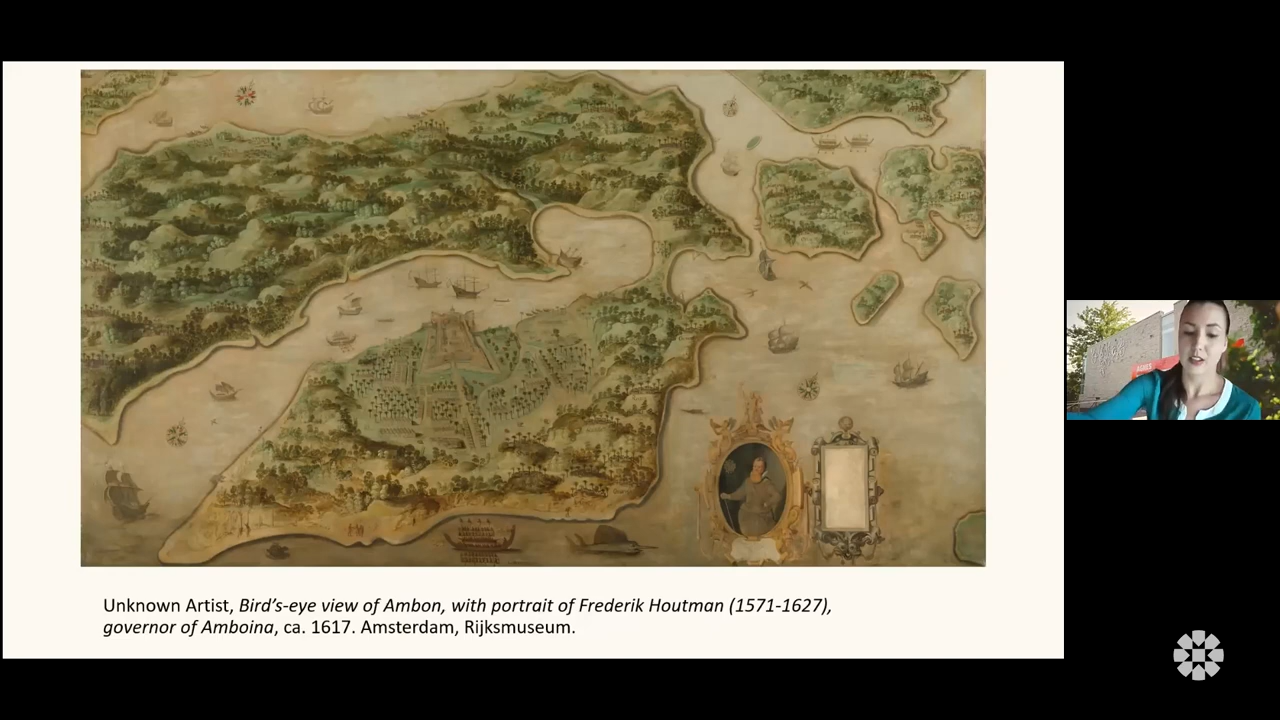 Unknown Artist, Bird's-eye view of Ambon, with portrait of Frederik Houtman (1571-1627),
governor of Amboina, ca. 1617. Amsterdam, Rijksmuseum.
AGNES